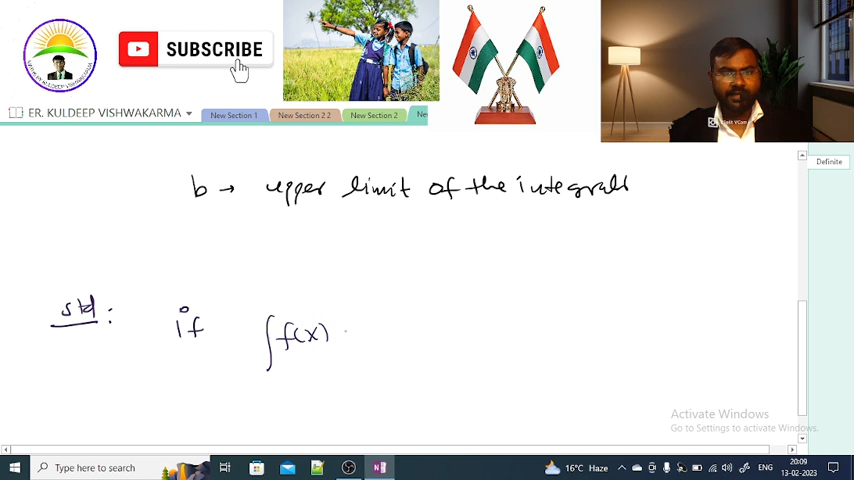 SUBSCRIBE
ER. KULDEEP VISHWAKARMA
New Section 1
New Section 2 2
New Section 2
Ne
Definite
b → upper limit of the integrals
std : if ∫f(x)
Activate Windows
Go to Settings to activate Windows.
Type here to search
16°C Haze
ENG
20:09
13-02-2023